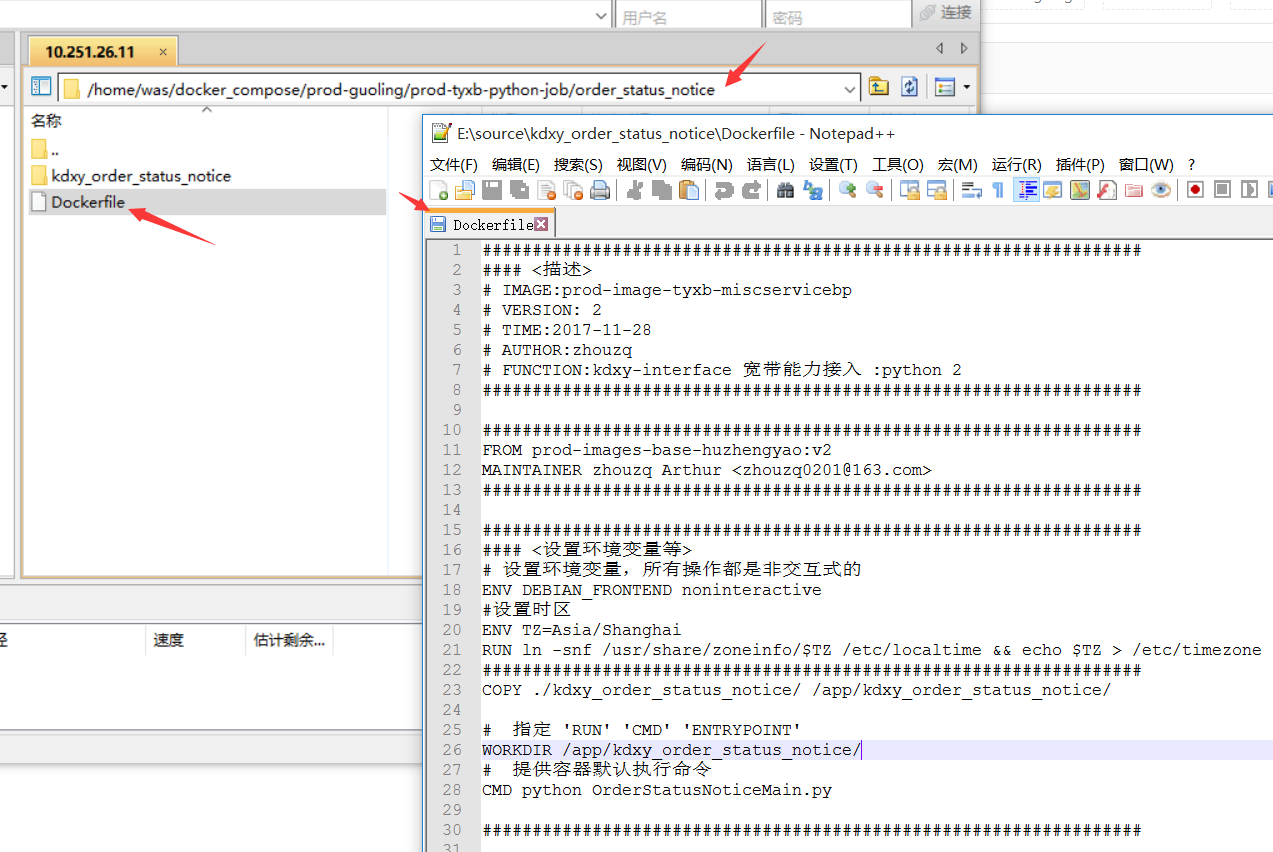 用户名
密码
连接
10.251.26.11
/home/was/docker_compose/prod-guoling/prod-tyxb-python-job/order_status_notice
名称
..
kdxy_order_status_notice
Dockerfile
速度
估计剩余...
E:\source\kdxy_order_status_notice\Dockerfile - Notepad++
文件(F) 编辑(E) 搜索(S) 视图(V) 编码(N) 语言(L) 设置(T) 工具(O) 宏(M) 运行(R) 插件(P) 窗口(W) ?
Dockerfile
1 ##################################################################
2 #### <描述>
3 # IMAGE:prod-image-tyxb-miscservicebp
4 # VERSION: 2
5 # TIME:2017-11-28
6 # AUTHOR:zhouzq
7 # FUNCTION:kdxy-interface 宽带能力接入 :python 2
8 ##################################################################
9
10 ##################################################################
11 FROM prod-images-base-huzhengyao:v2
12 MAINTAINER zhouzq Arthur <zhouzq0201@163.com>
13 ##################################################################
14
15 ##################################################################
16 #### <设置环境变量等>
17 # 设置环境变量，所有操作都是非交互式的
18 ENV DEBIAN_FRONTEND noninteractive
19 #设置时区
20 ENV TZ=Asia/Shanghai
21 RUN ln -snf /usr/share/zoneinfo/$TZ /etc/localtime && echo $TZ > /etc/timezone
22 ##################################################################
23 COPY ./kdxy_order_status_notice/ /app/kdxy_order_status_notice/
24
25 #  指定 'RUN' 'CMD' 'ENTRYPOINT'
26 WORKDIR /app/kdxy_order_status_notice/
27 #  提供容器默认执行命令
28 CMD python OrderStatusNoticeMain.py
29
30 ##################################################################
31